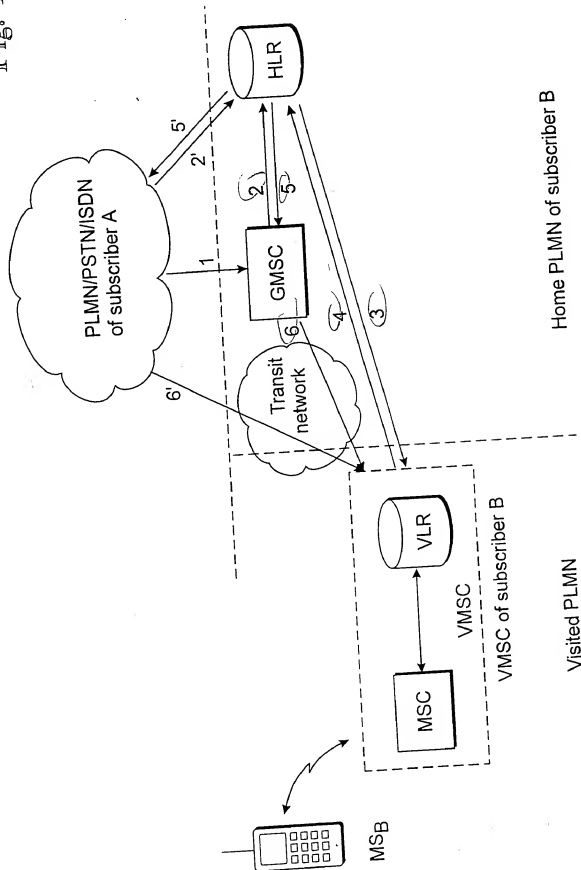 Fig.
PLMN/PSTN/ISDN
of subscriber A
5'
2'
HLR
1
2
5
GMSC
6'
6
Transit
network
4
3
Home PLMN of subscriber B
VLR
VMSC
MSC
VMSC of subscriber B
Visited PLMN
MSB